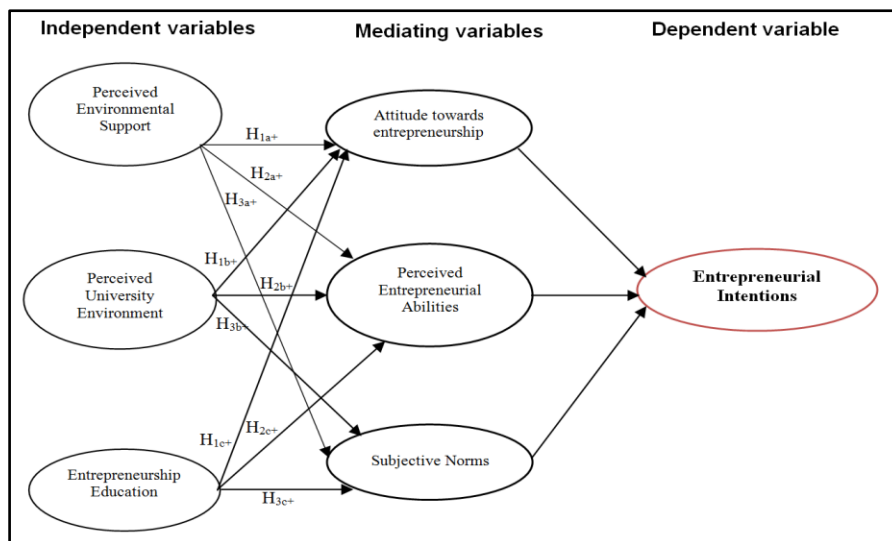 Independent variables
Mediating variables
Dependent variable
Perceived
Environmental
Support
Attitude towards
entrepreneurship
H1a+
H2a+
H3a+
H1b+
Perceived
University
Environment
H2b+
Perceived
Entrepreneurial
Abilities
Entrepreneurial
Intentions
H3b+
H1c+
H2c+
Entrepreneurship
Education
Subjective Norms
H3c+